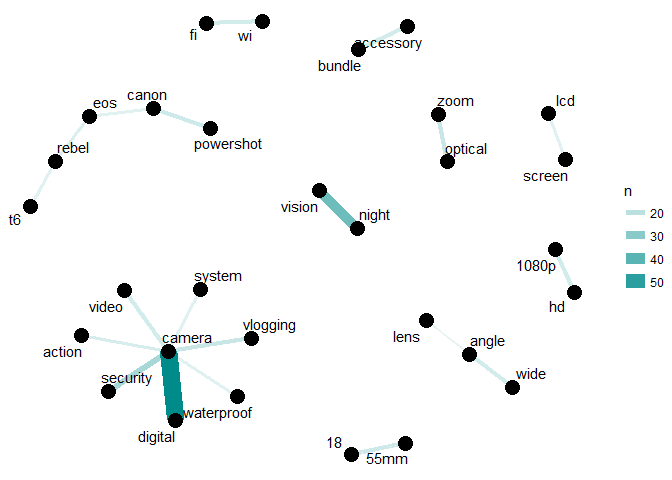 fi
wi
accessory
bundle
eos
canon
zoom
lcd
rebel
powershot
optical
screen
t6
vision
night
n
20
30
40
50
1080p
hd
system
video
vlogging
camera
lens
angle
action
security
wide
waterproof
digital
18
55mm